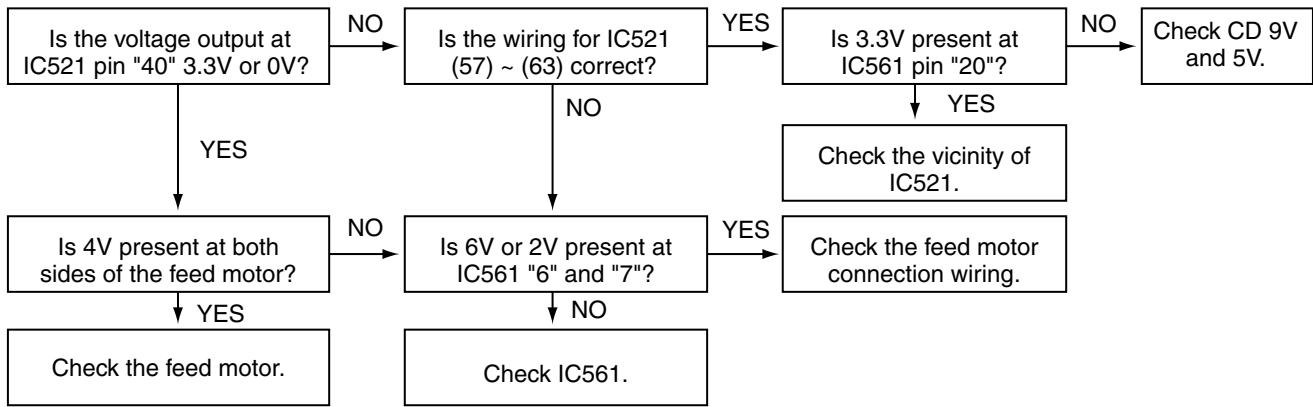 Is the voltage output at
IC521 pin "40" 3.3V or 0V?
NO
Is the wiring for IC521
(57) ~ (63) correct?
YES
Is 3.3V present at
IC561 pin "20"?
NO
Check CD 9V
and 5V.
YES
NO
YES
Check the vicinity of
IC521.
Is 4V present at both
sides of the feed motor?
NO
Is 6V or 2V present at
IC561 "6" and "7"?
YES
Check the feed motor
connection wiring.
YES
NO
Check the feed motor.
Check IC561.